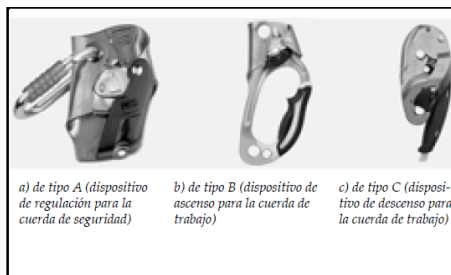 a) de tipo A (dispositivo
de regulación para la
cuerda de seguridad)
b) de tipo B (dispositivo de
ascenso para la cuerda de
trabajo)
c) de tipo C (disposi-
tivo de descenso para
la cuerda de trabajo)